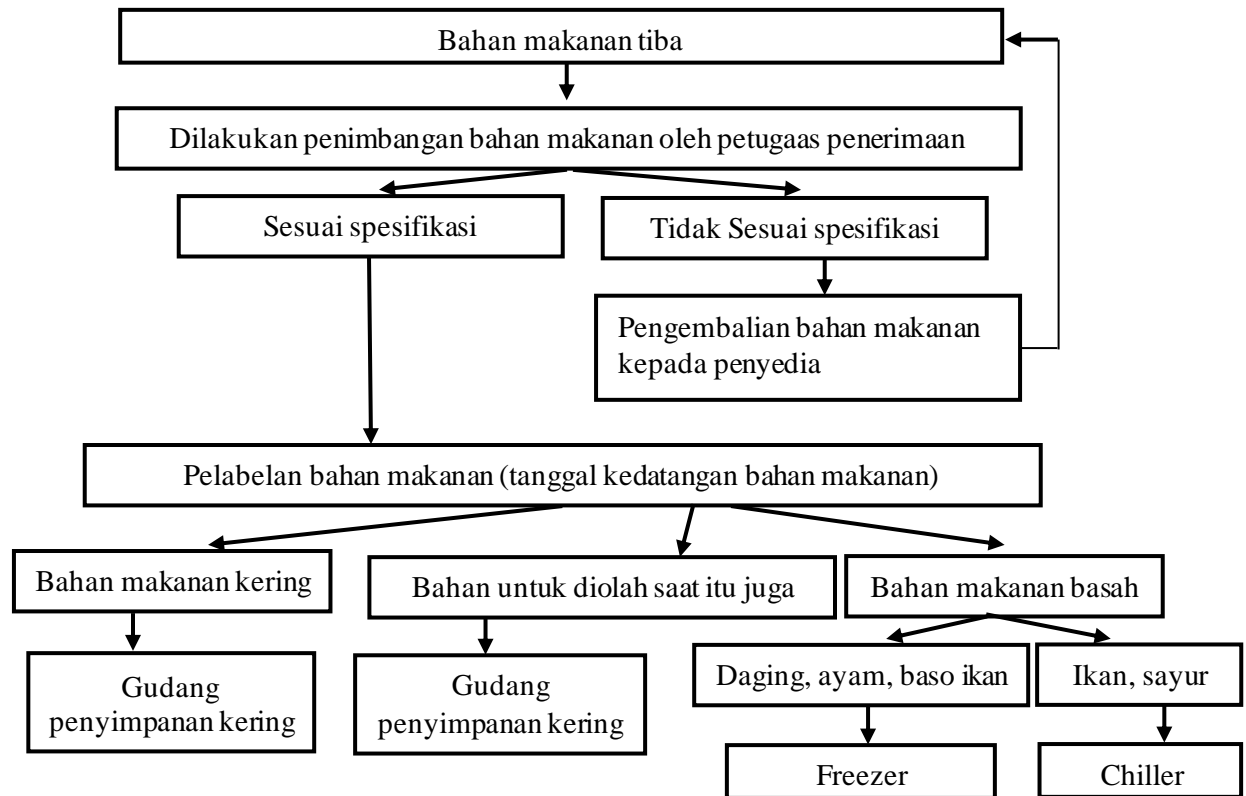 Bahan makanan tiba
Dilakukan penimbangan bahan makanan oleh petugaas penerimaan
Sesuai spesifikasi
Tidak Sesuai spesifikasi
Pengembalian bahan makanan
kepada penyedia
Pelabelan bahan makanan (tanggal kedatangan bahan makanan)
Bahan makanan kering
Bahan untuk diolah saat itu juga
Bahan makanan basah
Gudang
penyimpanan kering
Gudang
penyimpanan kering
Daging, ayam, baso ikan
Ikan, sayur
Freezer
Chiller